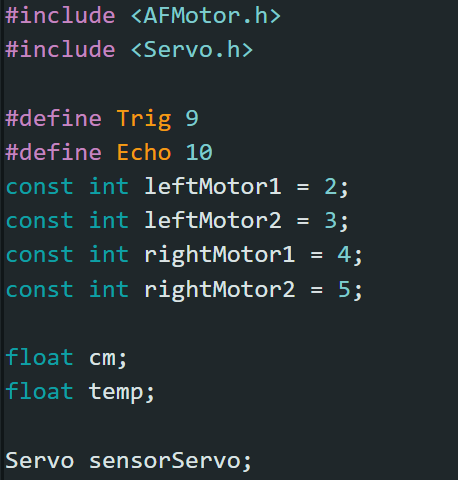 #include <AFMotor.h>
#include <Servo.h>
#define Trig 9
#define Echo 10
const int leftMotor1 = 2;
const int leftMotor2 = 3;
const int rightMotor1 = 4;
const int rightMotor2 = 5;
float cm;
float temp;
Servo sensorServo;